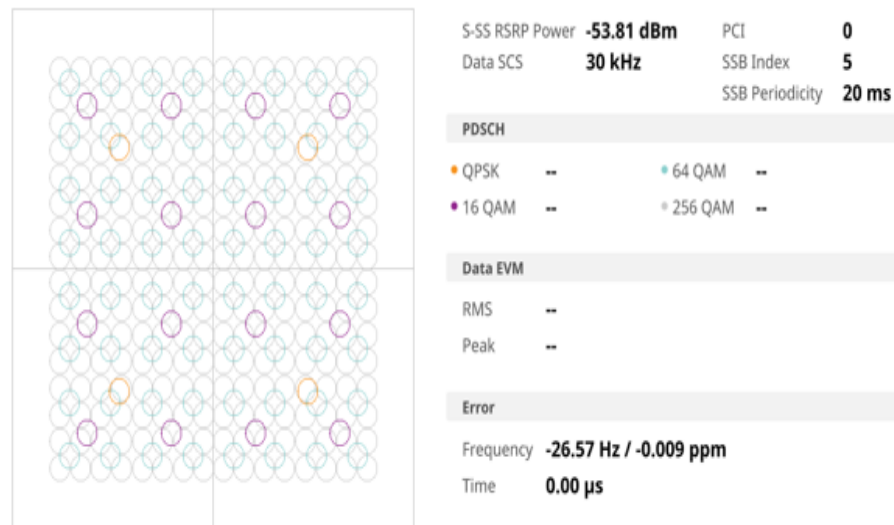 S-SS RSRP Power -53.81 dBm PCI 0
Data SCS 30 kHz SSB Index 5
SSB Periodicity 20 ms
PDSCH
QPSK -- 64 QAM --
16 QAM -- 256 QAM --
Data EVM
RMS --
Peak --
Error
Frequency -26.57 Hz / -0.009 ppm
Time 0.00 μs